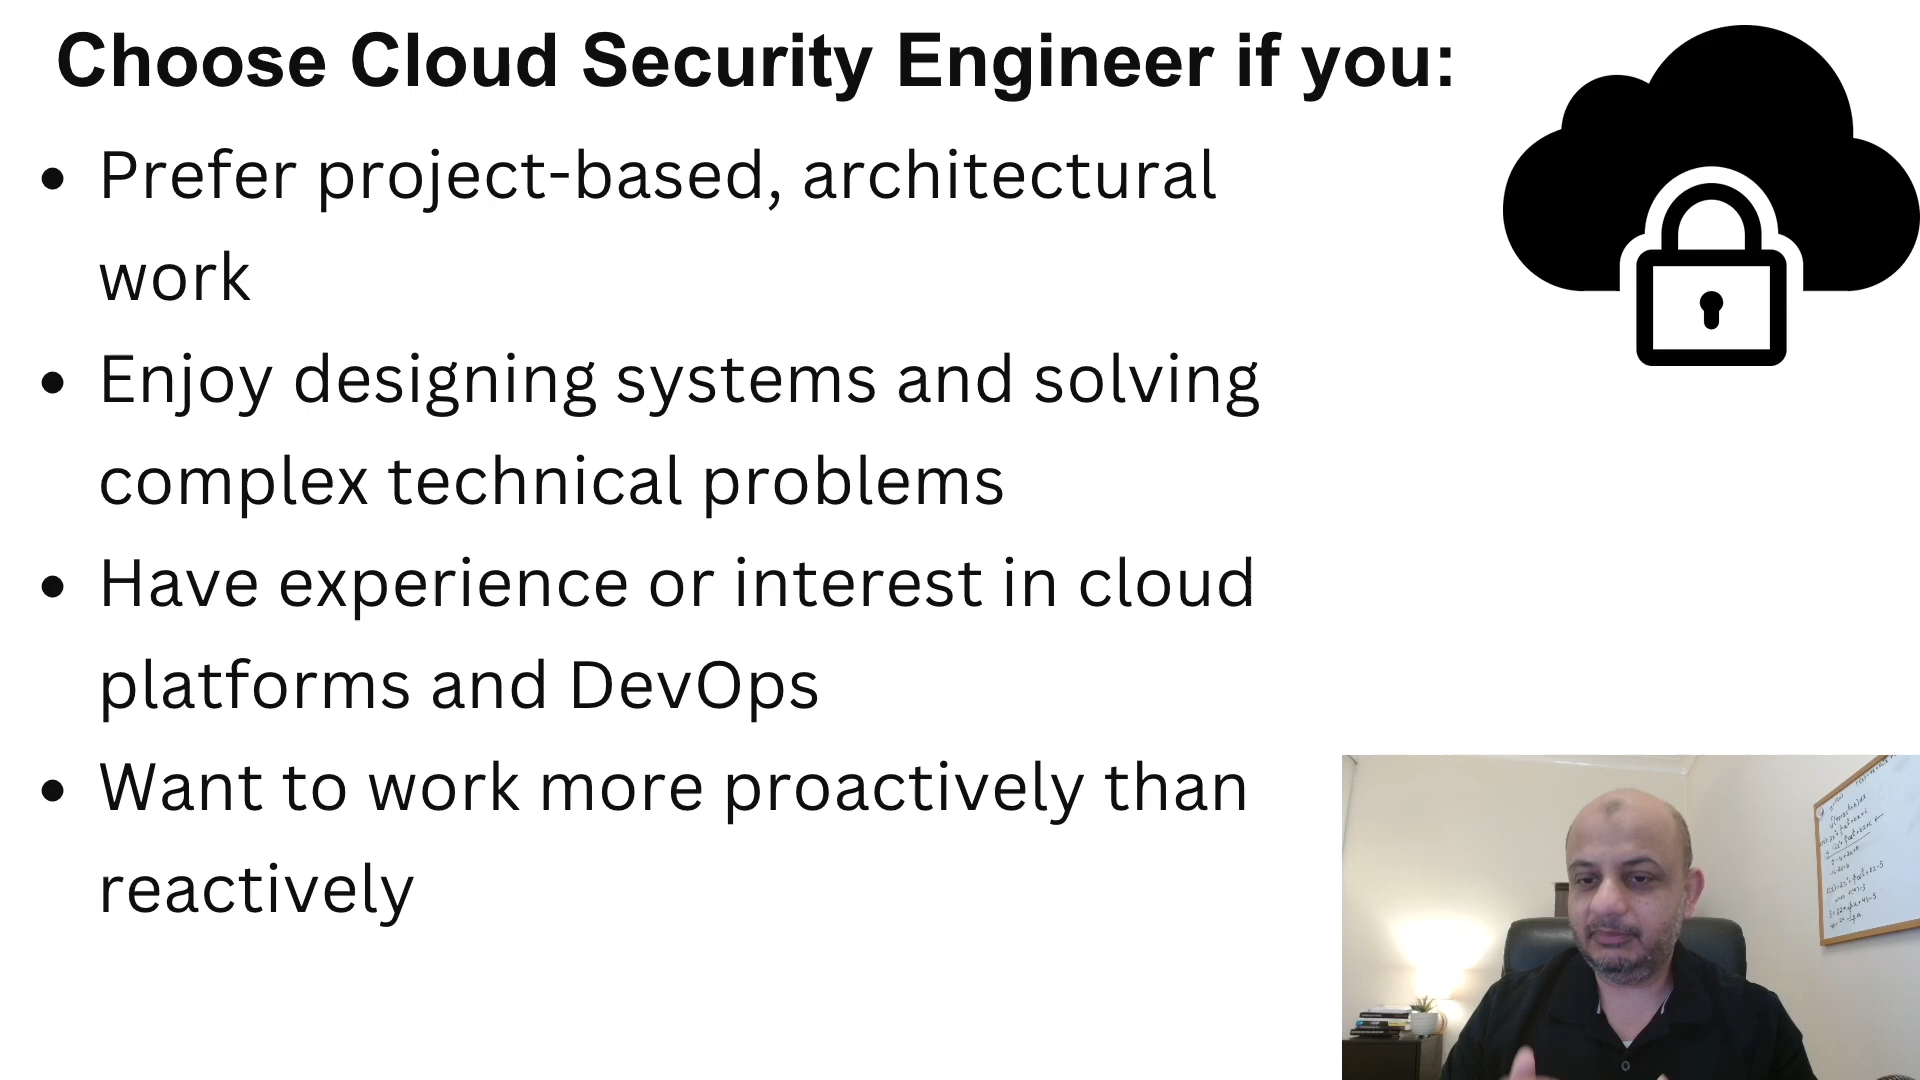 Choose Cloud Security Engineer if you:
• Prefer project-based, architectural
work
• Enjoy designing systems and solving
complex technical problems
• Have experience or interest in cloud
platforms and DevOps
• Want to work more proactively than
reactively